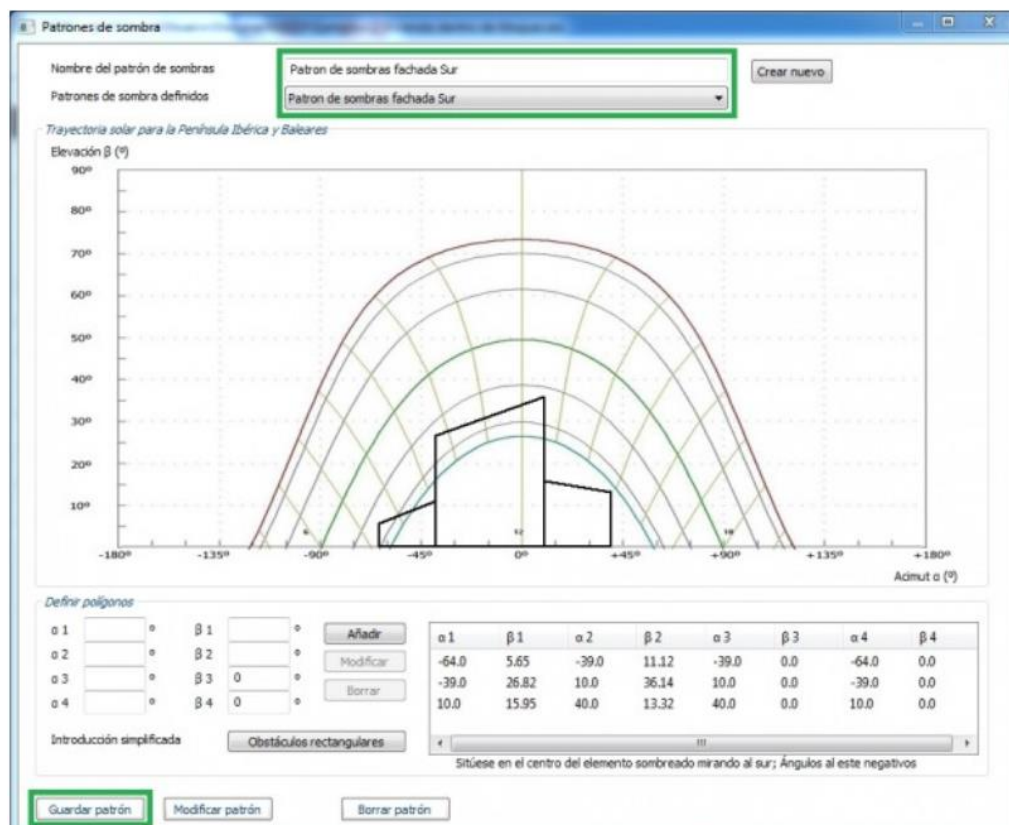 Patrones de sombra
Nombre del patrón de sombras Patron de sombras fachada Sur Crear nuevo
Patrones de sombra definidos Patron de sombras fachada Sur
Trayectoria solar para la Península Ibérica y Baleares
Elevación β (º)
90º
80º
70º
60º
50º
40º
30º
20º
10º
6 12 18
-180º -135º -90º -45º 0º +45º +90º +135º +180º
Acimut α (º)
Definir polígonos
α 1 º β 1 º Añadir α 1 β 1 α 2 β 2 α 3 β 3 α 4 β 4
α 2 º β 2 º Modificar -64.0 5.65 -39.0 11.12 -39.0 0.0 -64.0 0.0
α 3 º β 3 0 º Borrar -39.0 26.82 10.0 36.14 10.0 0.0 -39.0 0.0
α 4 º β 4 0 º 10.0 15.95 40.0 13.32 40.0 0.0 10.0 0.0
Introducción simplificada Obstáculos rectangulares
Sitúese en el centro del elemento sombreado mirando al sur; Ángulos al este negativos
Guardar patrón Modificar patrón Borrar patrón